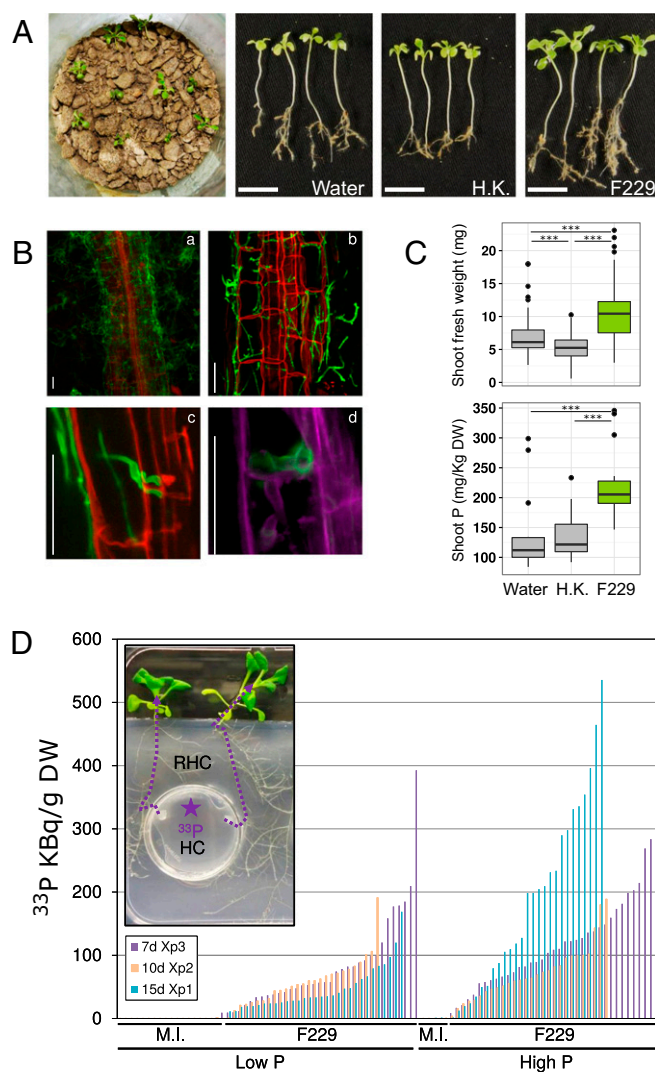 A
Water
H.K.
F229
B
a
b
c
d
C
Shoot fresh weight (mg)
20
15
10
5
0
***
*** ***
Shoot P (mg/Kg DW)
350
300
250
200
150
100
***
***
Water H.K. F229
D
³³P KBq/g DW
600
500
400
300
200
100
0
RHC
³³P
HC
7d Xp3
10d Xp2
15d Xp1
M.I. F229 M.I. F229
Low P High P